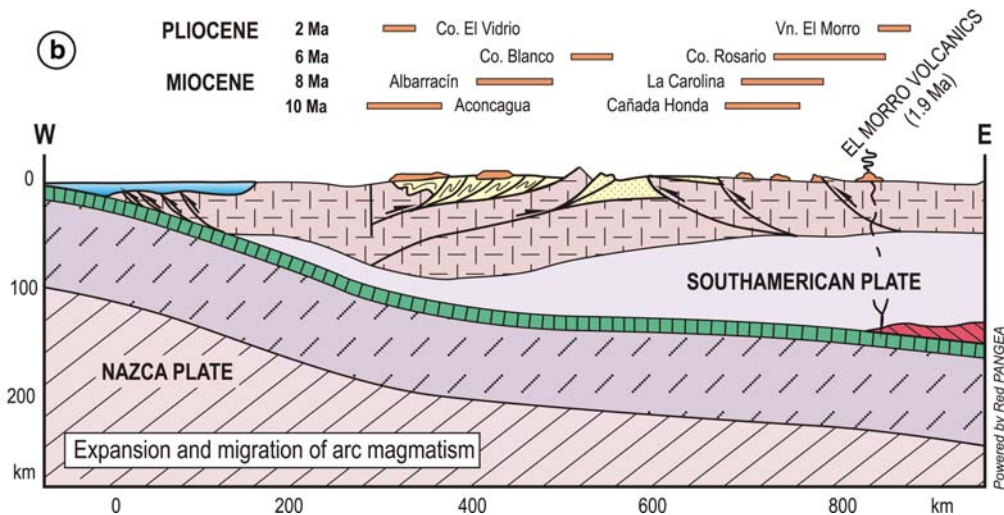 b
PLIOCENE 2 Ma Co. El Vidrio Vn. El Morro
6 Ma Co. Blanco Co. Rosario
MIOCENE 8 Ma Albarracín La Carolina
10 Ma Aconcagua Cañada Honda
EL MORRO VOLCANICS
(1.9 Ma)
W E
0
SOUTHAMERICAN PLATE
100
NAZCA PLATE
200
Expansion and migration of arc magmatism
km
0 200 400 600 800 km
Powered by Red PANGEA